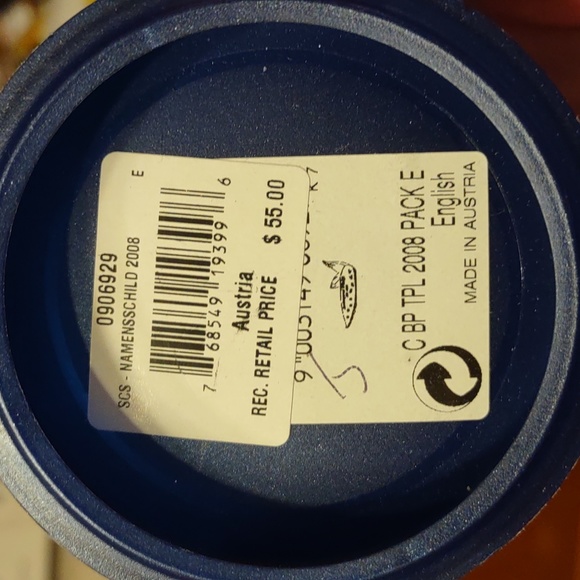 0906929
SCS - NAMENSSCHILD 2008
E
7 68549 19399 6
Austria
REC. RETAIL PRICE $ 55.00
C BP TPL 2008 PACK E
English
MADE IN AUSTRIA